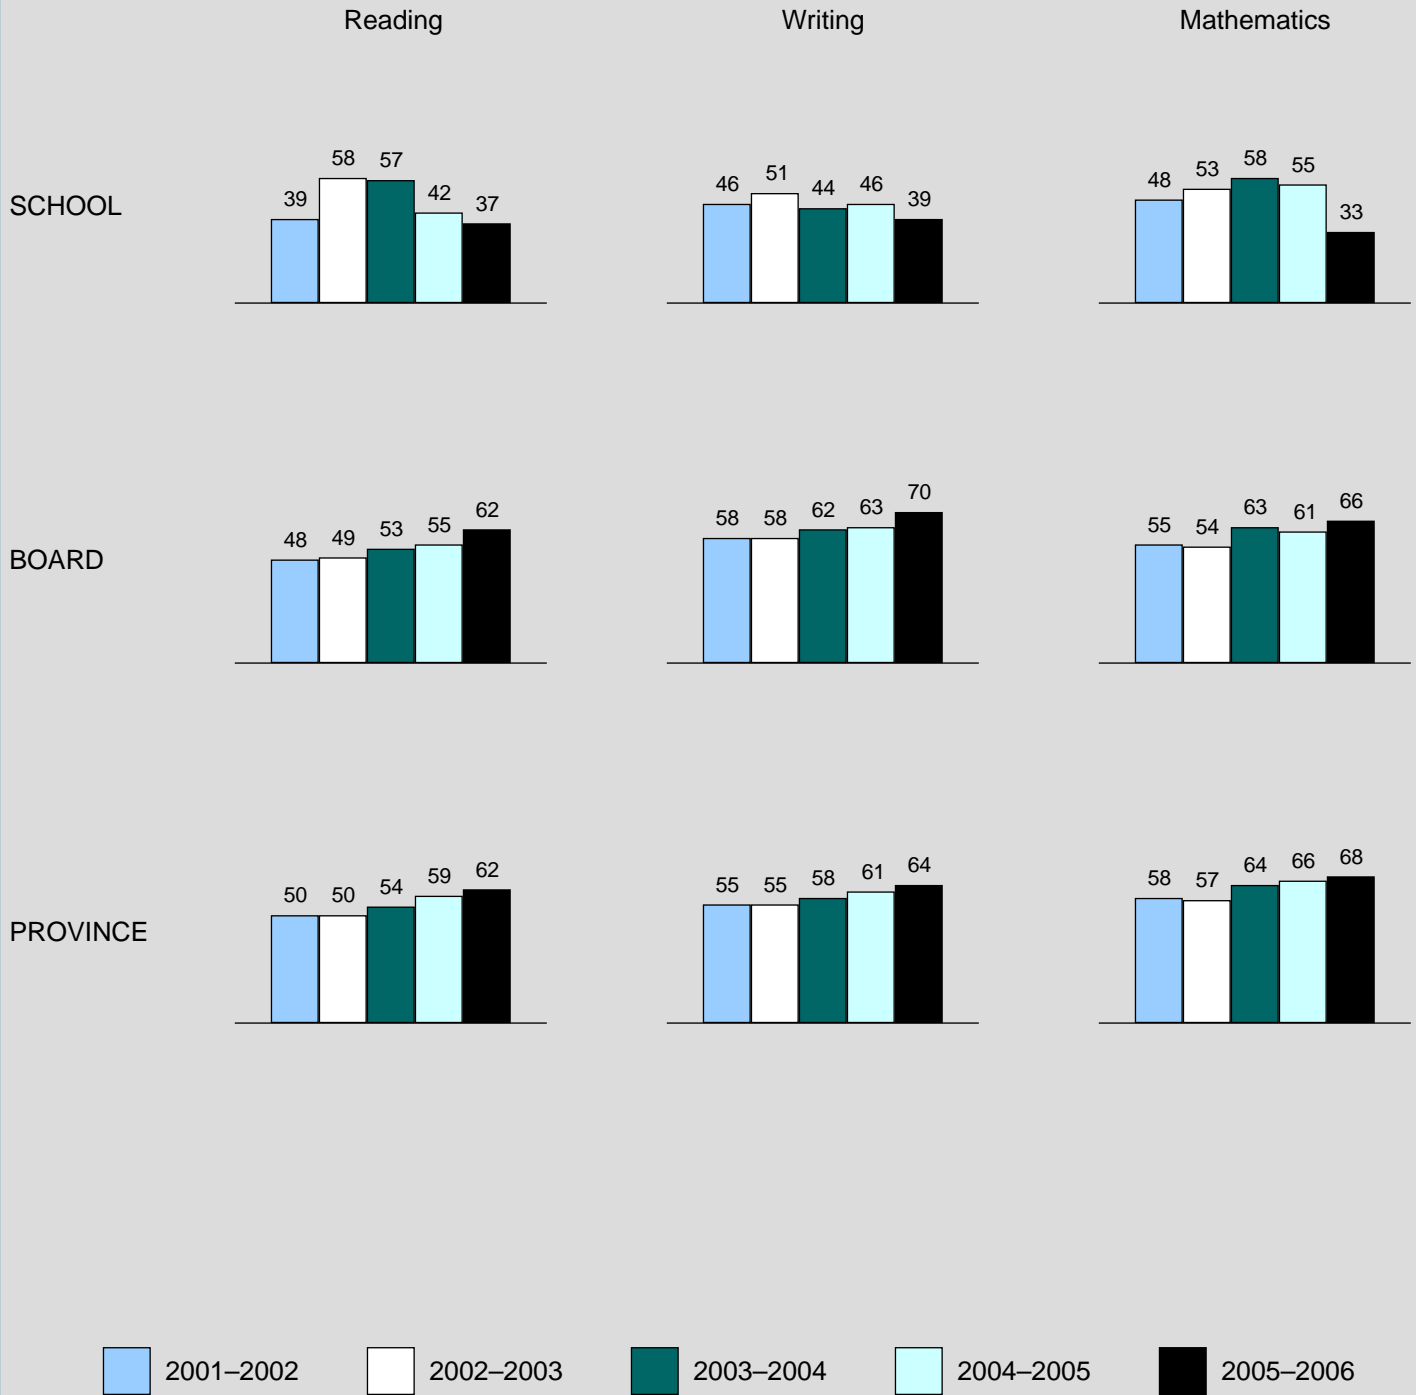 Reading Writing Mathematics
SCHOOL
39 58 57 42 37
46 51 44 46 39
48 53 58 55 33
BOARD
48 49 53 55 62
58 58 62 63 70
55 54 63 61 66
PROVINCE
50 50 54 59 62
55 55 58 61 64
58 57 64 66 68
2001–2002 2002–2003 2003–2004 2004–2005 2005–2006